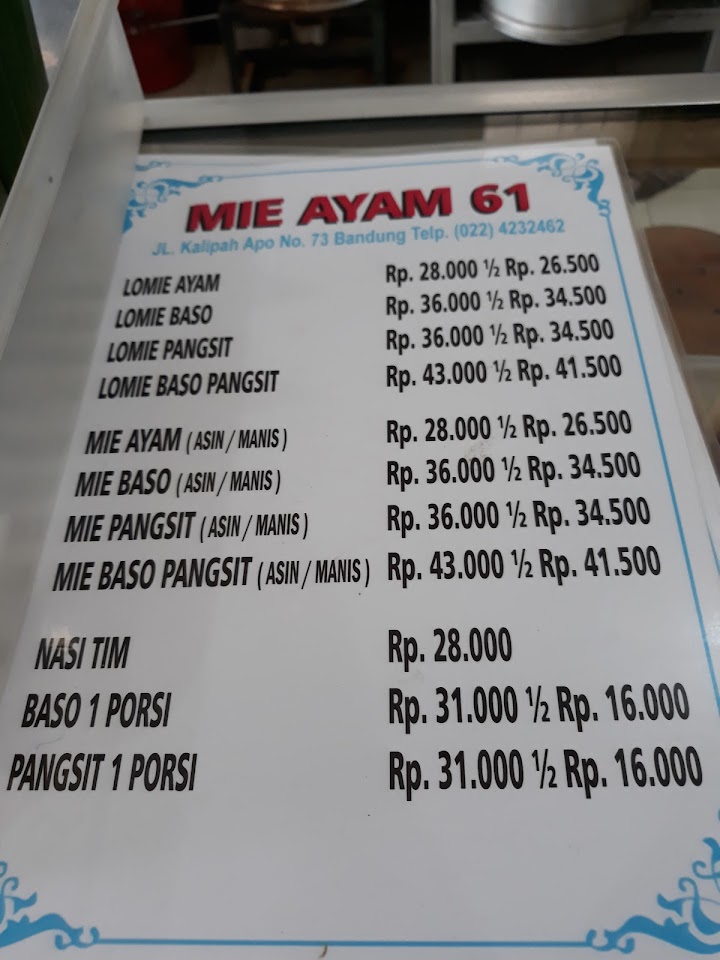 MIE AYAM 61
JL. Kalipah Apo No. 73 Bandung Telp. (022) 4232462
LOMIE AYAM Rp. 28.000 ½ Rp. 26.500
LOMIE BASO Rp. 36.000 ½ Rp. 34.500
LOMIE PANGSIT Rp. 36.000 ½ Rp. 34.500
LOMIE BASO PANGSIT Rp. 43.000 ½ Rp. 41.500
MIE AYAM ( ASIN / MANIS ) Rp. 28.000 ½ Rp. 26.500
MIE BASO ( ASIN / MANIS ) Rp. 36.000 ½ Rp. 34.500
MIE PANGSIT ( ASIN / MANIS ) Rp. 36.000 ½ Rp. 34.500
MIE BASO PANGSIT ( ASIN / MANIS ) Rp. 43.000 ½ Rp. 41.500
NASI TIM Rp. 28.000
BASO 1 PORSI Rp. 31.000 ½ Rp. 16.000
PANGSIT 1 PORSI Rp. 31.000 ½ Rp. 16.000